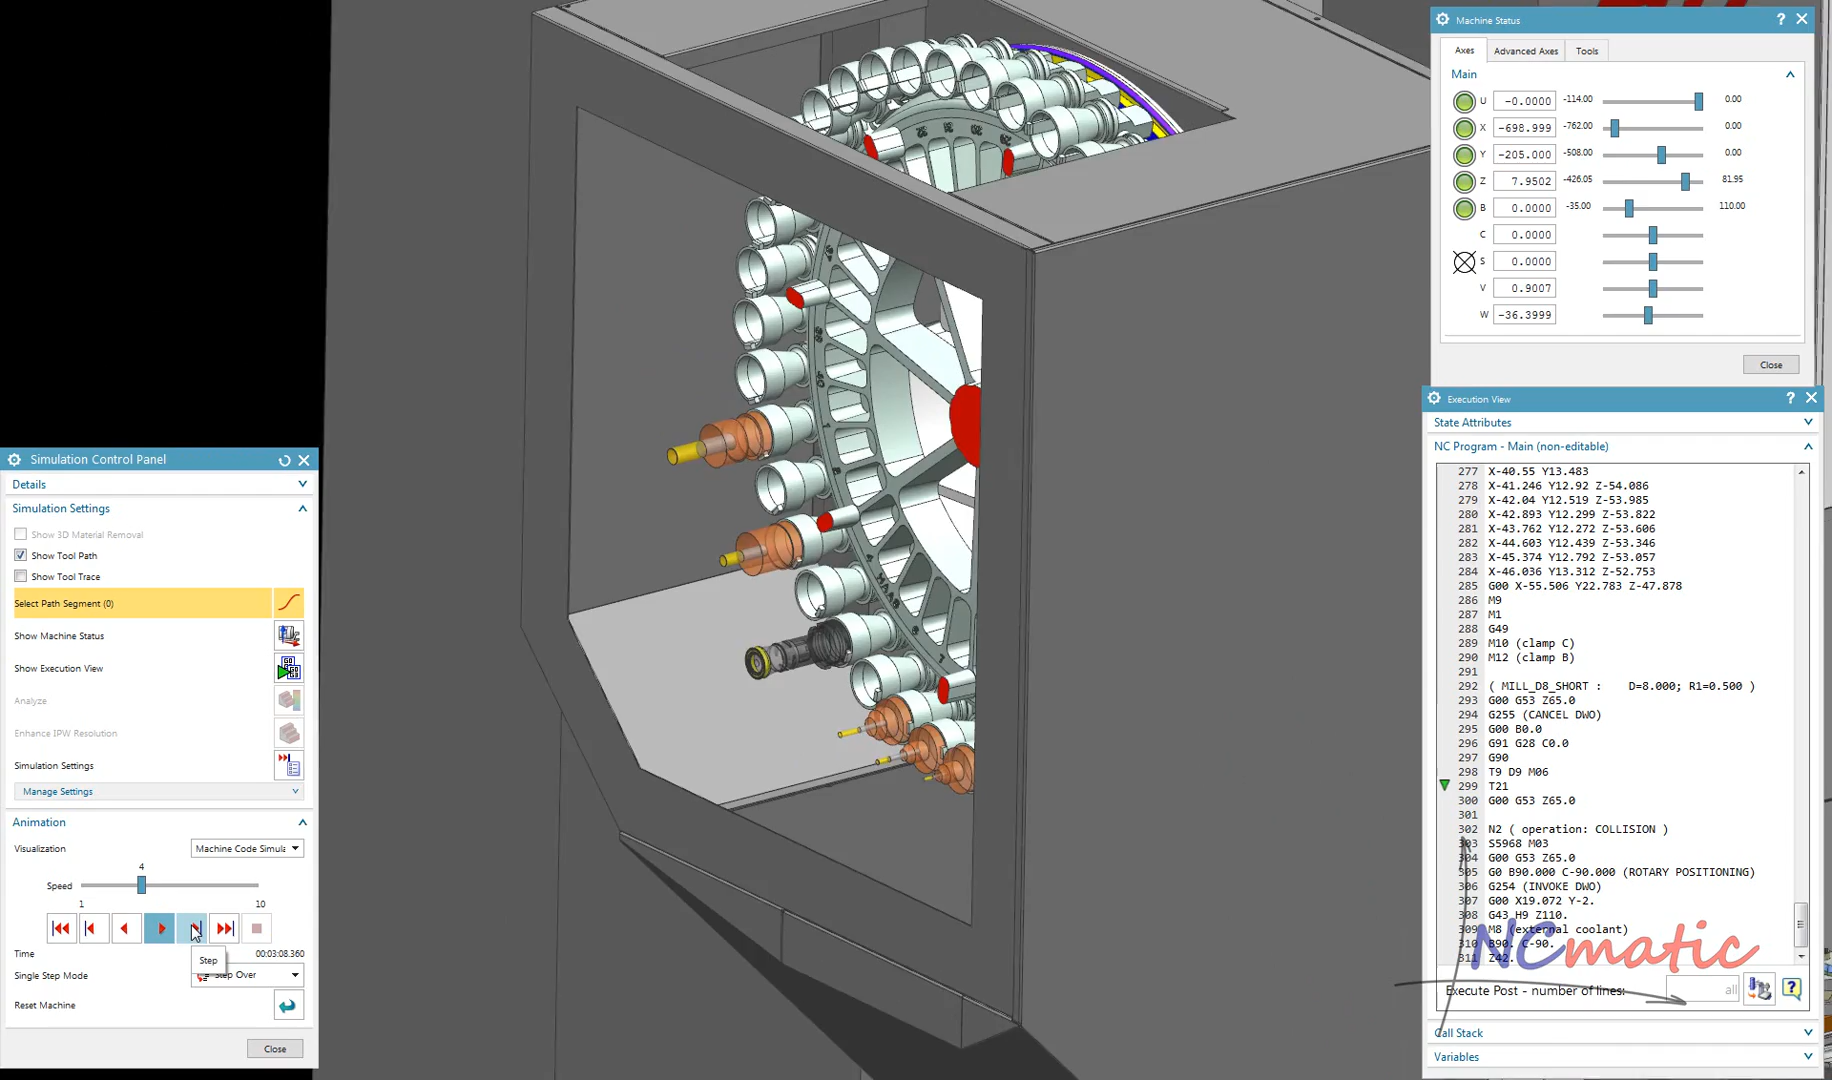 Machine Status
?
Axes
Advanced Axes
Tools
Main
U -0.0000 -114.00 0.00
X -698.999 -762.00 0.00
Y -205.000 -508.00 0.00
Z 7.9502 -426.05 81.95
B 0.0000 -35.00 110.00
C 0.0000
S 0.0000
V 0.9007
W -36.3999
Close
Execution View
?
State Attributes
NC Program - Main (non-editable)
277 X-40.55 Y13.483
278 X-41.246 Y12.92 Z-54.086
279 X-42.04 Y12.519 Z-53.985
280 X-42.893 Y12.299 Z-53.822
281 X-43.762 Y12.272 Z-53.606
282 X-44.603 Y12.439 Z-53.346
283 X-45.374 Y12.792 Z-53.057
284 X-46.036 Y13.312 Z-52.753
285 G00 X-55.506 Y22.783 Z-47.878
286 M9
287 M1
288 G49
289 M10 (clamp C)
290 M12 (clamp B)
291
292 ( MILL_D8_SHORT : D=8.000; R1=0.500 )
293 G00 G53 Z65.0
294 G255 (CANCEL DWO)
295 G00 B0.0
296 G91 G28 C0.0
297 G90
298 T9 D9 M06
299 T21
300 G00 G53 Z65.0
301
302 N2 ( operation: COLLISION )
303 S5968 M03
304 G00 G53 Z65.0
305 G0 B90.000 C-90.000 (ROTARY POSITIONING)
306 G254 (INVOKE DWO)
307 G00 X19.072 Y-2.
308 G43 H9 Z110.
309 M8 (external coolant)
310 B90. C-90.
311 Z42.
NCmatic
Execute Post - number of lines:
all
Call Stack
Variables
Simulation Control Panel
Details
Simulation Settings
Show 3D Material Removal
Show Tool Path
Show Tool Trace
Select Path Segment (0)
Show Machine Status
Show Execution View
Analyze
Enhance IPW Resolution
Simulation Settings
Manage Settings
Animation
Visualization
Machine Code Simula
4
Speed
1
10
Time
00:03:08.360
Step
Single Step Mode
Step Over
Reset Machine
Close